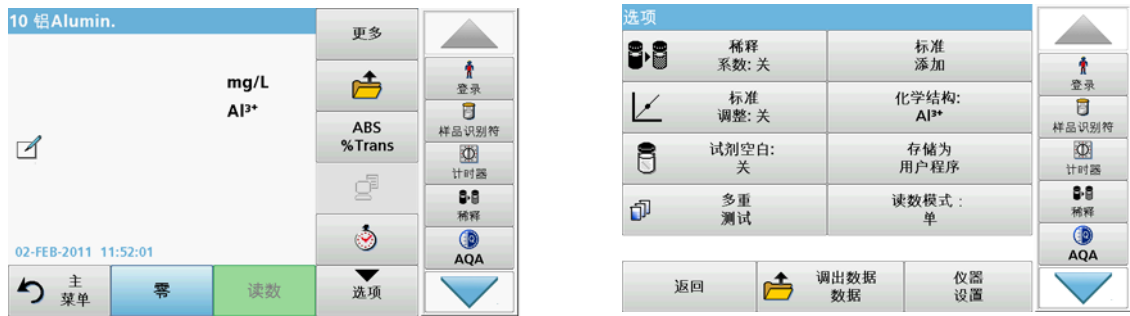 10 铝Alumin.
mg/L
Al³⁺
02-FEB-2011 11:52:01
更多
ABS
%Trans
选项
主
菜单
零
读数
登录
样品识别符
计时器
稀释
AQA
选项
稀释
系数: 关
标准
添加
标准
调整: 关
化学结构:
Al³⁺
试剂空白:
关
存储为
用户程序
多重
测试
读数模式 :
单
返回
调出数据
数据
仪器
设置
登录
样品识别符
计时器
稀释
AQA